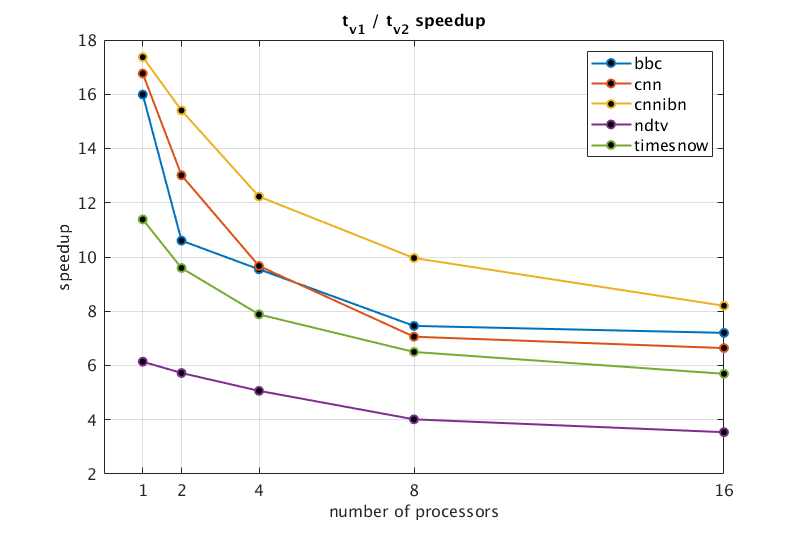 t_v1 / t_v2 speedup
18
16
14
12
10
8
6
4
2
speedup
1 2 4 8 16
number of processors
bbc
cnn
cnnibn
ndtv
timesnow